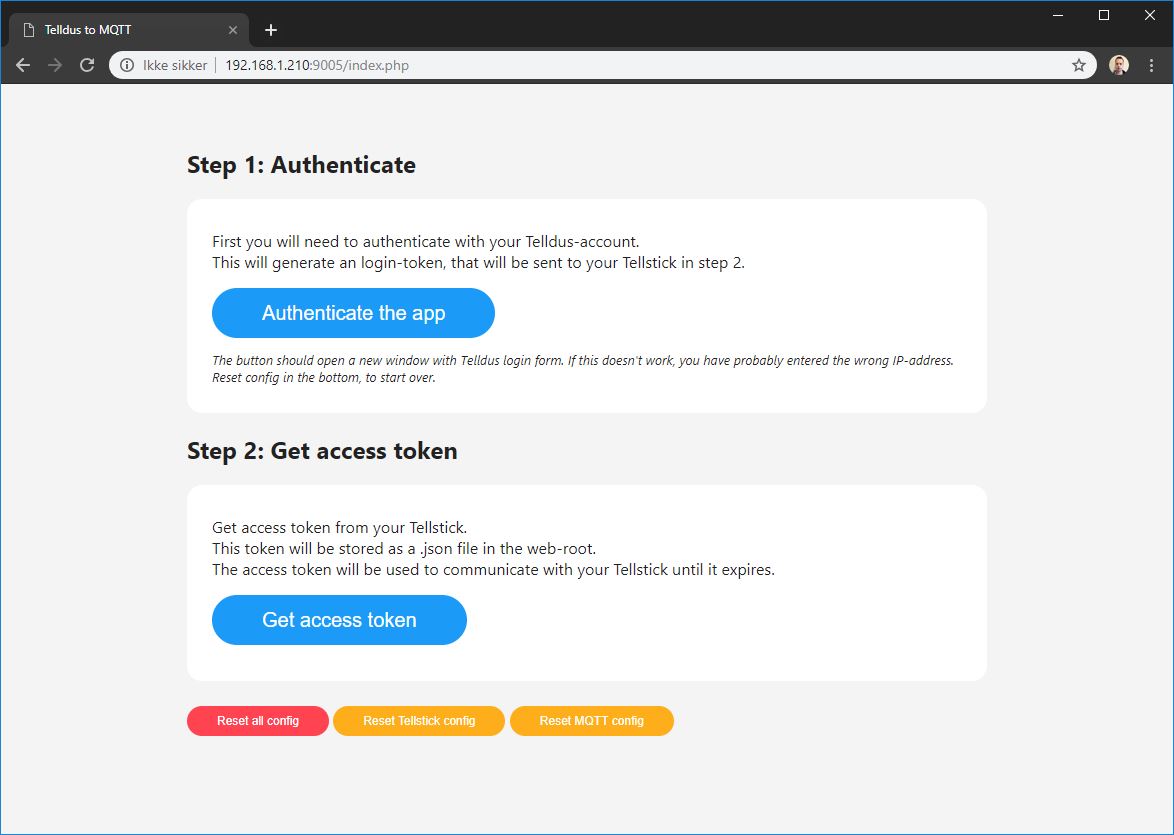 Telldus to MQTT
Ikke sikker 192.168.1.210:9005/index.php
Step 1: Authenticate
First you will need to authenticate with your Telldus-account.
This will generate an login-token, that will be sent to your Tellstick in step 2.
Authenticate the app
The button should open a new window with Telldus login form. If this doesn't work, you have probably entered the wrong IP-address.
Reset config in the bottom, to start over.
Step 2: Get access token
Get access token from your Tellstick.
This token will be stored as a .json file in the web-root.
The access token will be used to communicate with your Tellstick until it expires.
Get access token
Reset all config Reset Tellstick config Reset MQTT config